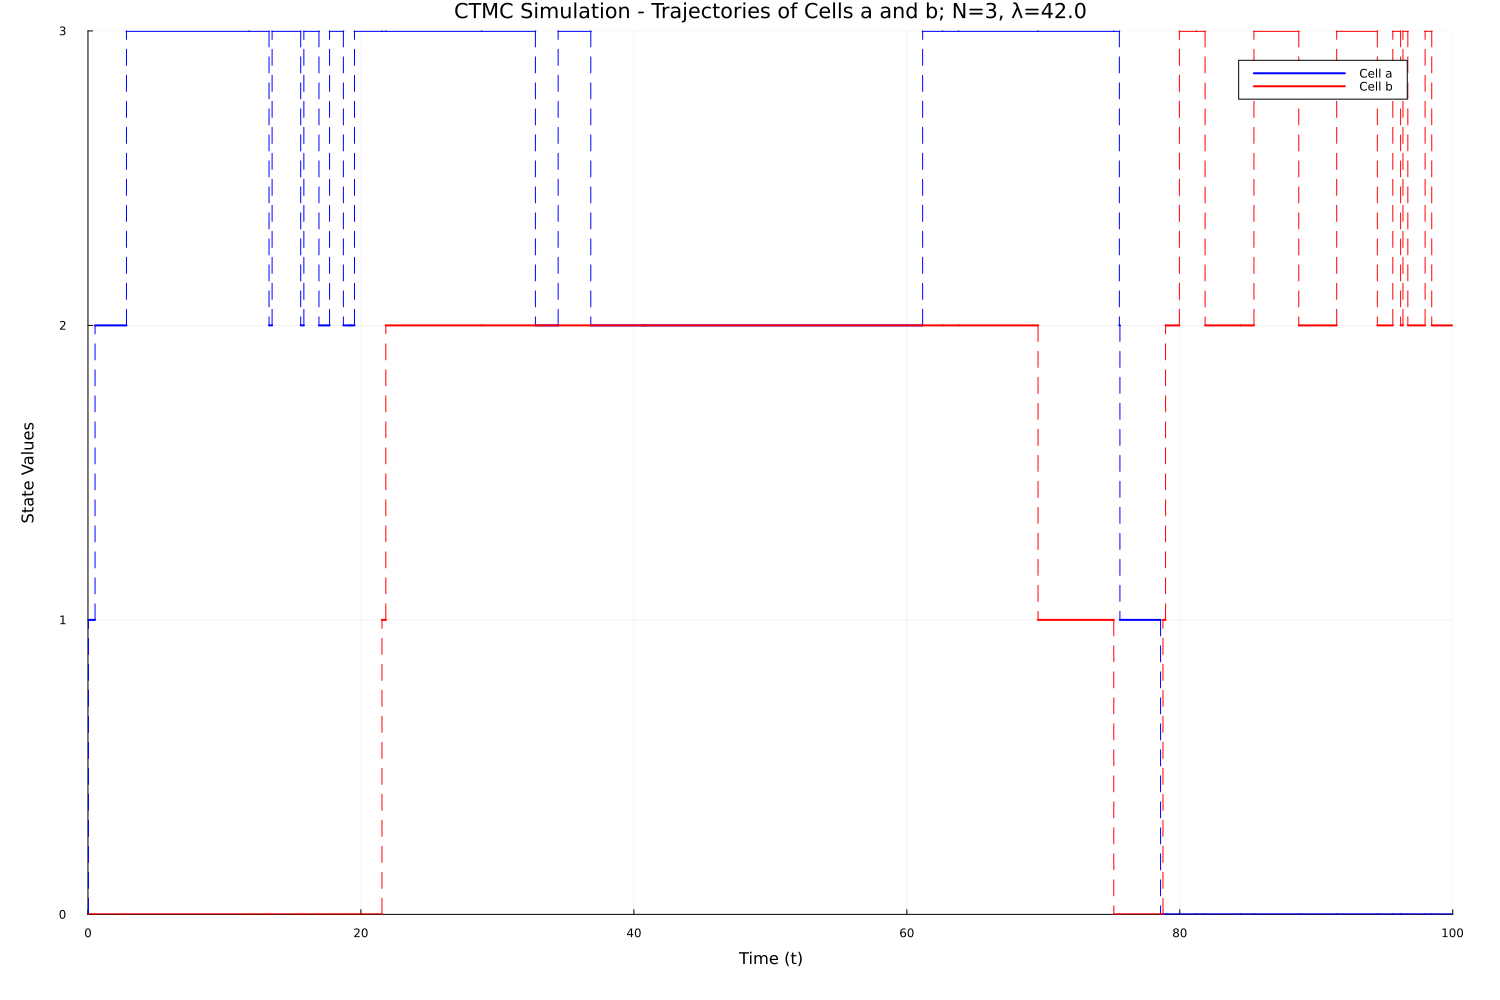 CTMC Simulation - Trajectories of Cells a and b; N=3, λ=42.0
3
Cell a
Cell b
2
State Values
1
0
0 20 40 60 80 100
Time (t)